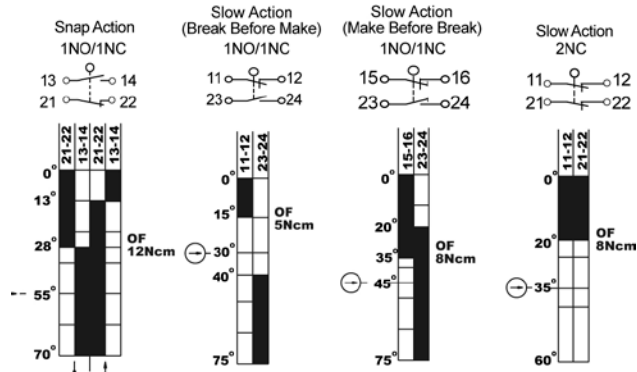 Snap Action
1NO/1NC
13 14
21 22
21-22
13-14
21-22
13-14
0°
13°
28°
55°
70°
OF
12Ncm
Slow Action
(Break Before Make)
1NO/1NC
11 12
23 24
11-12
23-24
0°
15°
30°
40°
75°
OF
5Ncm
Slow Action
(Make Before Break)
1NO/1NC
15 16
23 24
15-16
23-24
0°
20°
35°
45°
75°
OF
8Ncm
Slow Action
2NC
11 12
21 22
11-12
21-22
0°
20°
35°
60°
OF
8Ncm